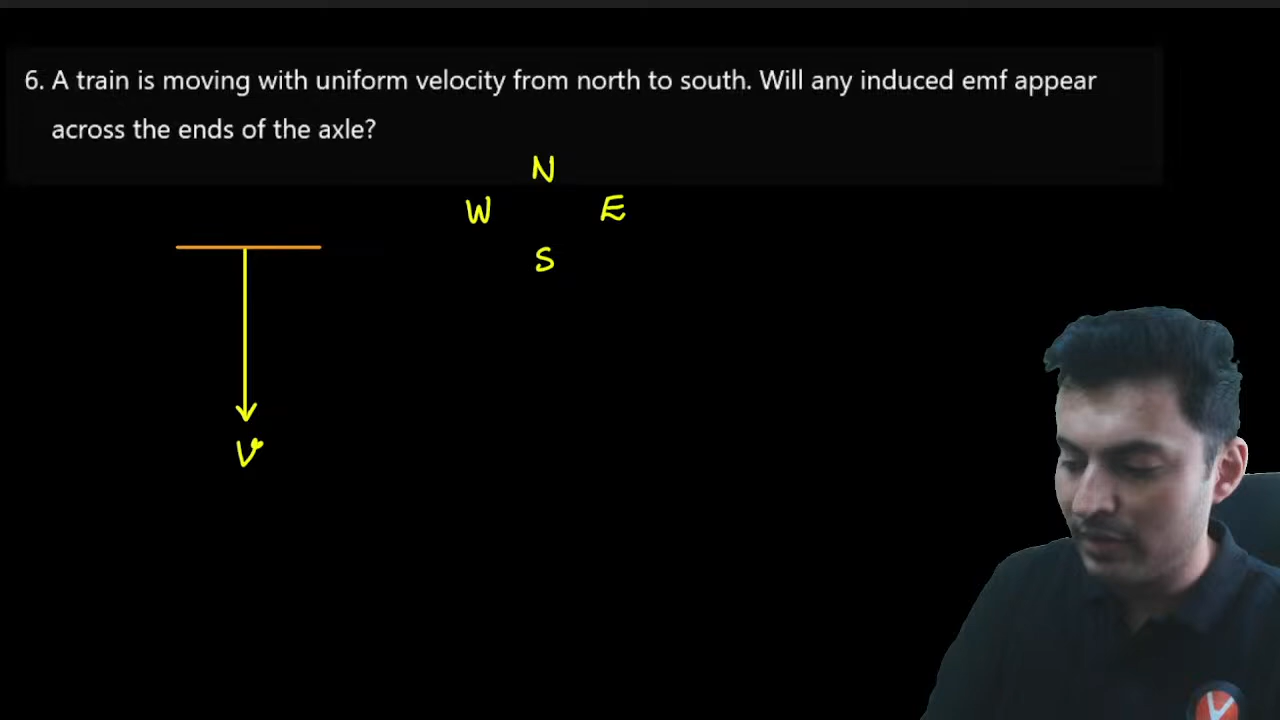 6. A train is moving with uniform velocity from north to south. Will any induced emf appear
across the ends of the axle?
N
W E
S
v